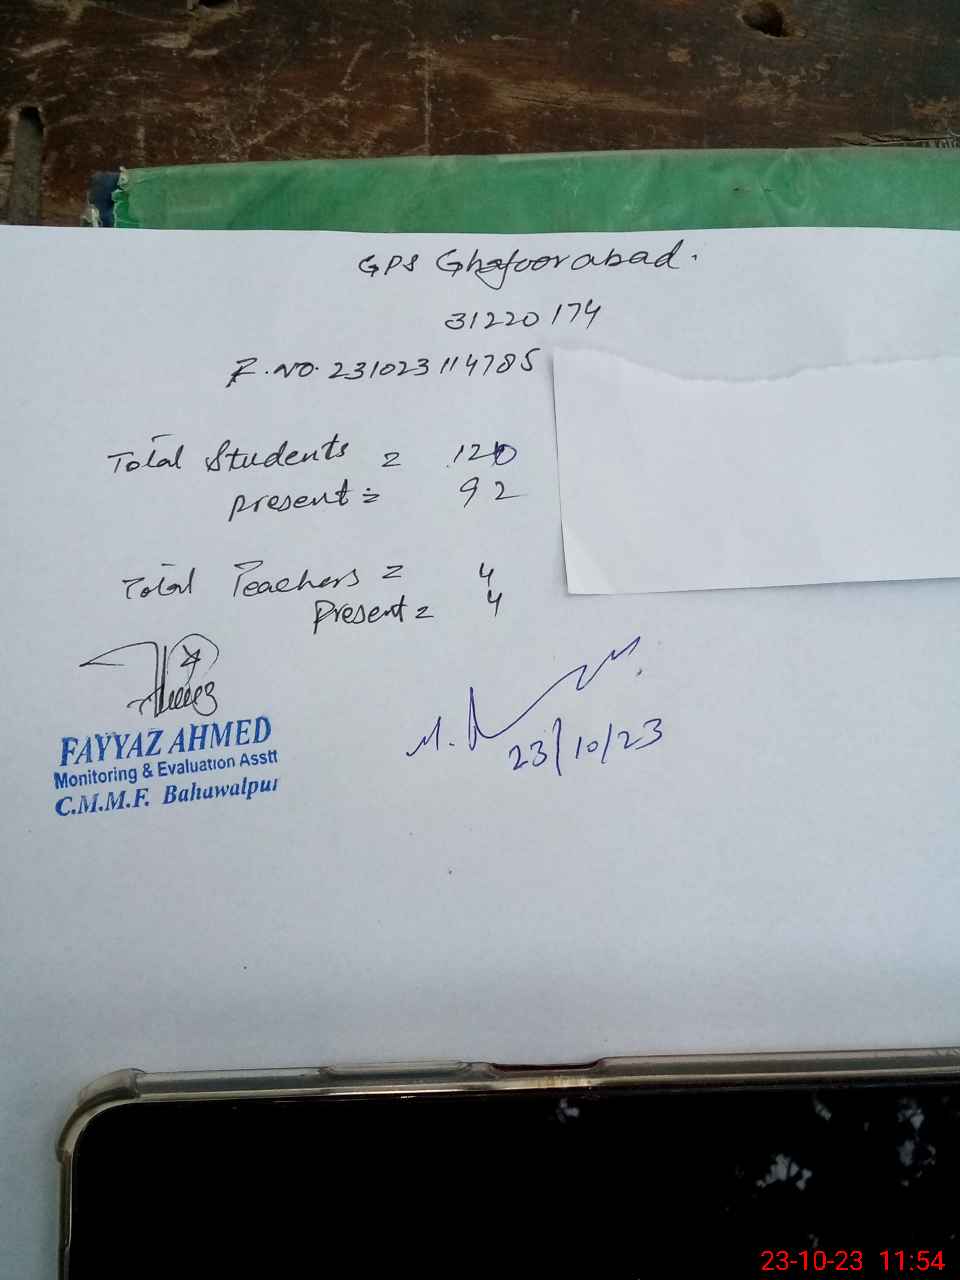 GPS Ghafoorabad.
31220174
F.NO. 231023114785
Total Students = 120
Present = 92
Total Teachers = 4
Present = 4
FAYYAZ AHMED
Monitoring & Evaluation Asstt
C.M.M.F. Bahawalpur
23/10/23
23-10-23 11:54